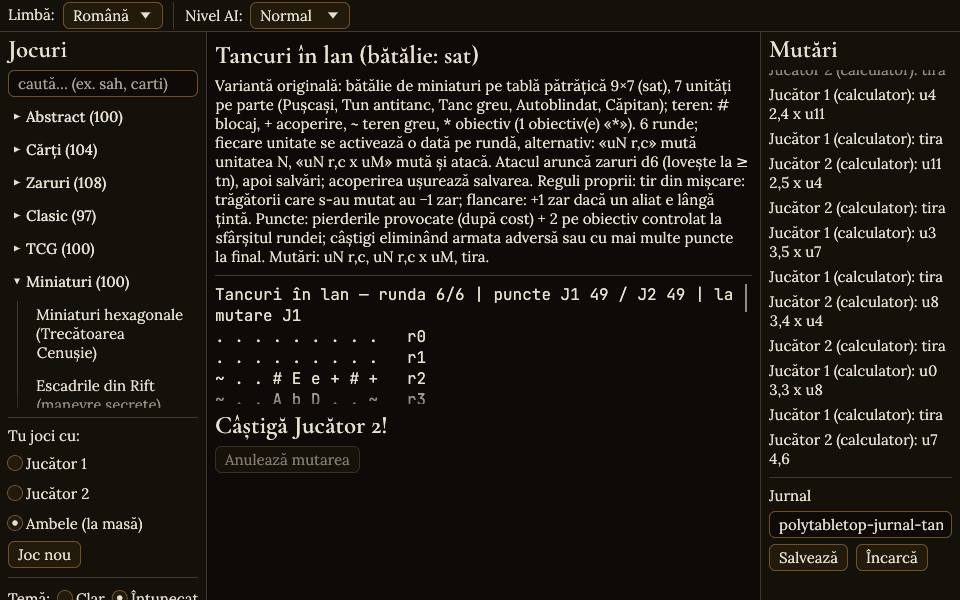 Limbă: Română ▼ Nivel AI: Normal ▼
Jocuri
caută... (ex. sah, carti)
▸ Abstract (100)
▸ Cărți (104)
▸ Zaruri (108)
▸ Clasic (97)
▸ TCG (100)
▾ Miniaturi (100)
Miniaturi hexagonale
(Trecătoarea
Cenușie)
Escadrile din Rift
(manevre secrete)
Tu joci cu:
Jucător 1
Jucător 2
Ambele (la masă)
Joc nou
Temă: Clar Întunecat
Tancuri în lan (bătălie: sat)
Variantă originală: bătălie de miniaturi pe tablă pătrățică 9×7 (sat), 7 unități
pe parte (Pușcași, Tun antitanc, Tanc greu, Autoblindat, Căpitan); teren: #
blocaj, + acoperire, ~ teren greu, * obiectiv (1 obiectiv(e) «*»). 6 runde;
fiecare unitate se activează o dată pe rundă, alternativ: «uN r,c» mută
unitatea N, «uN r,c x uM» mută și atacă. Atacul aruncă zaruri d6 (lovește la ≥
tn), apoi salvări; acoperirea ușurează salvarea. Reguli proprii: tir din mișcare:
trăgătorii care s-au mutat au −1 zar; flancare: +1 zar dacă un aliat e lângă
țintă. Puncte: pierderile provocate (după cost) + 2 pe obiectiv controlat la
sfârșitul rundei; câștigi eliminând armata adversă sau cu mai multe puncte
la final. Mutări: uN r,c, uN r,c x uM, tira.
Tancuri în lan — runda 6/6 | puncte J1 49 / J2 49 | la
mutare J1
. . . . . . . . . r0
. . . . . . . . . r1
~ . . # E e + # + r2
~ . . A b D . . ~ r3
Câștigă Jucător 2!
Anulează mutarea
Mutări
Jucător 2 (calculator): tira
Jucător 1 (calculator): u4
2,4 x u11
Jucător 1 (calculator): tira
Jucător 2 (calculator): u11
2,5 x u4
Jucător 2 (calculator): tira
Jucător 1 (calculator): u3
3,5 x u7
Jucător 1 (calculator): tira
Jucător 2 (calculator): u8
3,4 x u4
Jucător 2 (calculator): tira
Jucător 1 (calculator): u0
3,3 x u8
Jucător 1 (calculator): tira
Jucător 2 (calculator): u7
4,6
Jurnal
polytabletop-jurnal-tan
Salvează Încarcă